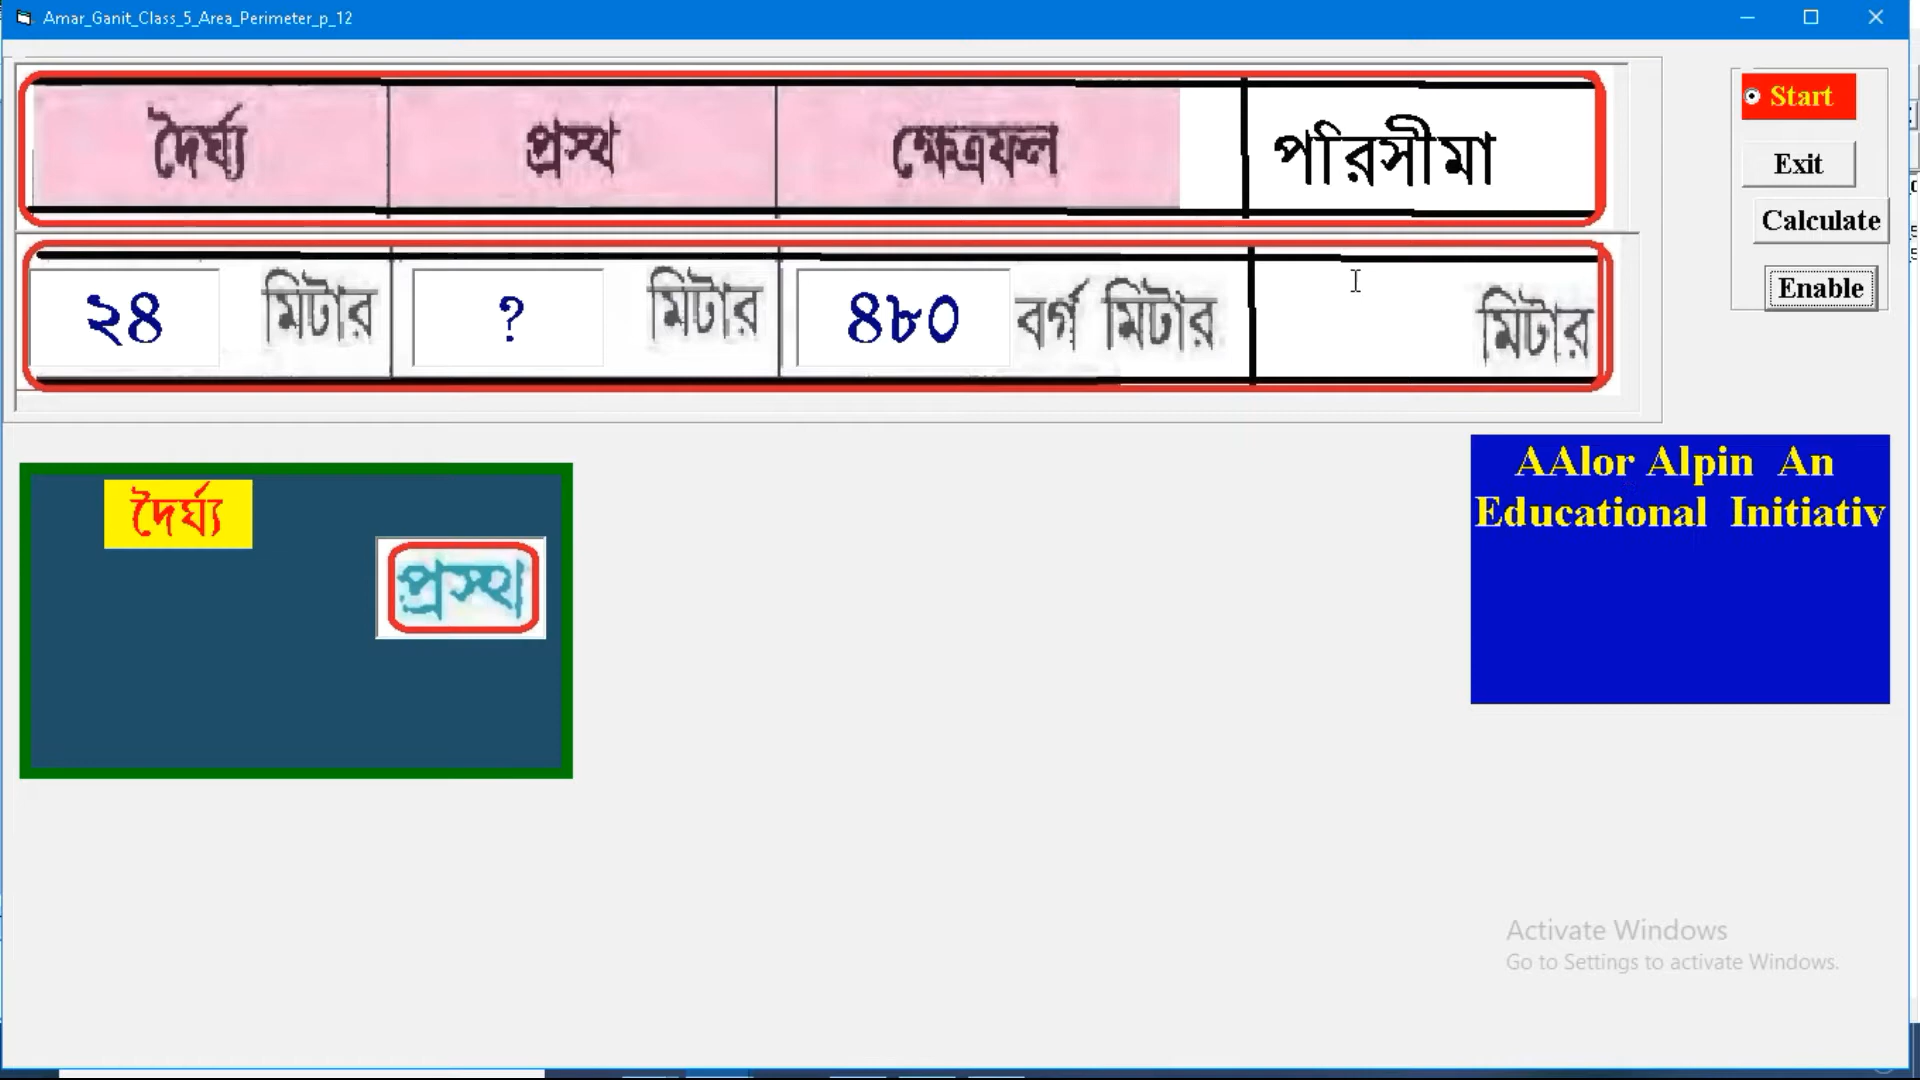 Amar_Ganit_Class_5_Area_Perimeter_p_12
দৈর্ঘ্য প্রস্থ ক্ষেত্রফল পরিসীমা
২৪ মিটার ? মিটার ৪৮০ বর্গ মিটার মিটার
Start
Exit
Calculate
Enable
দৈর্ঘ্য
প্রস্থ
AAlor Alpin An
Educational Initiativ
Activate Windows
Go to Settings to activate Windows.